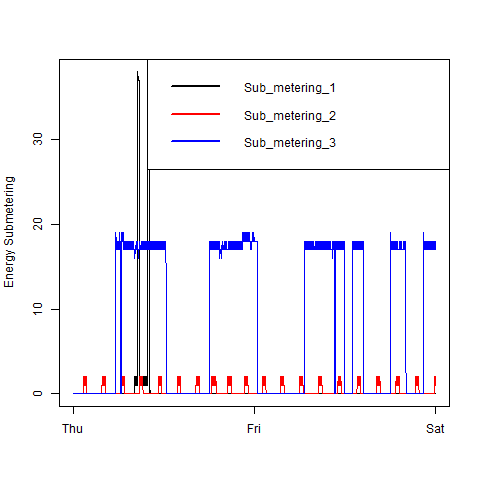 Sub_metering_1
Sub_metering_2
Sub_metering_3
Energy Submetering
30
20
10
0
Thu
Fri
Sat